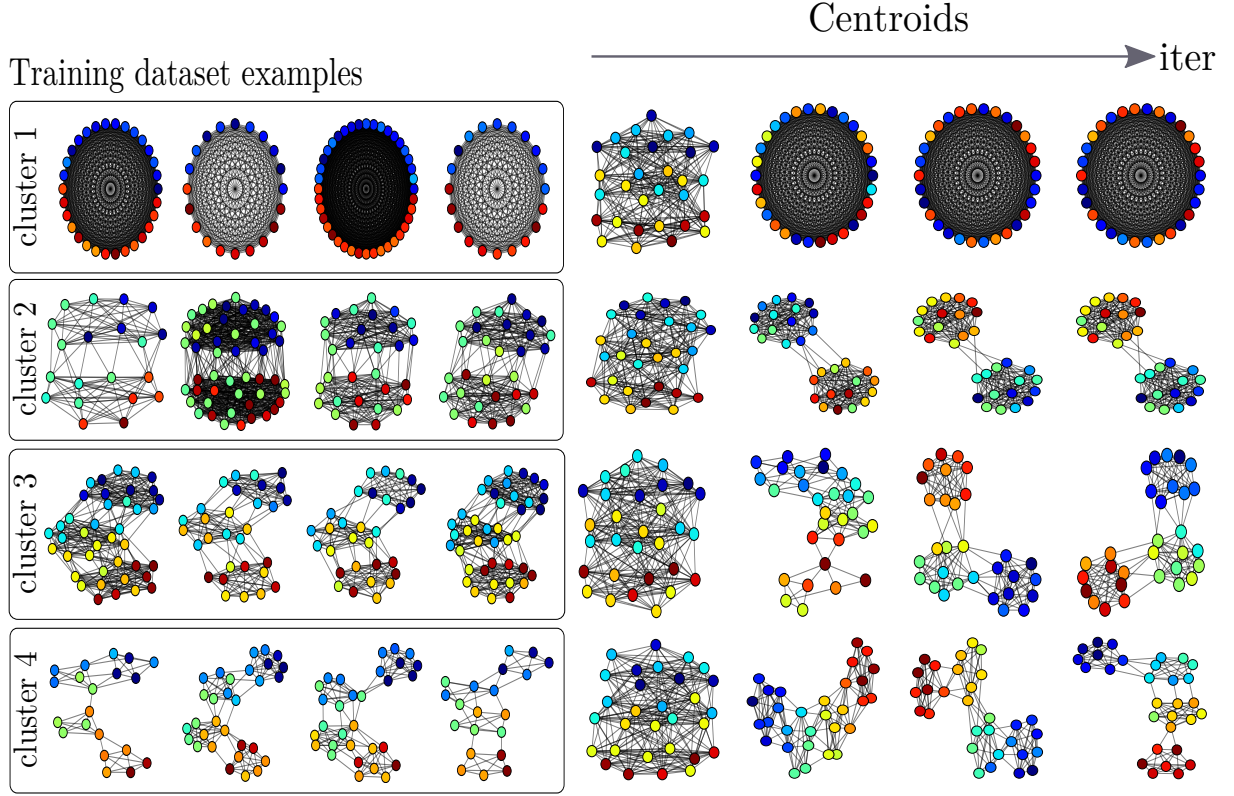 Centroids
iter
Training dataset examples
cluster 1
cluster 2
cluster 3
cluster 4